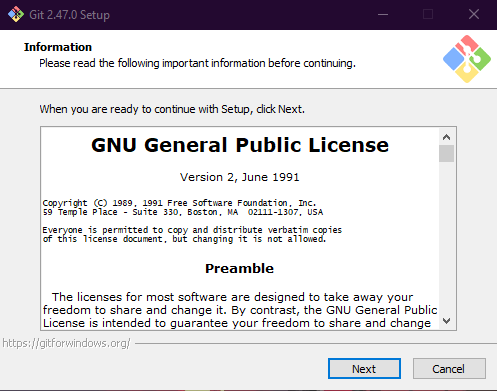 Git 2.47.0 Setup
Information
Please read the following important information before continuing.
When you are ready to continue with Setup, click Next.
GNU General Public License
Version 2, June 1991
Copyright (C) 1989, 1991 Free Software Foundation, Inc.
59 Temple Place - Suite 330, Boston, MA  02111-1307, USA
Everyone is permitted to copy and distribute verbatim copies
of this license document, but changing it is not allowed.
Preamble
The licenses for most software are designed to take away your
freedom to share and change it. By contrast, the GNU General Public
License is intended to guarantee your freedom to share and change
https://gitforwindows.org/
Next
Cancel